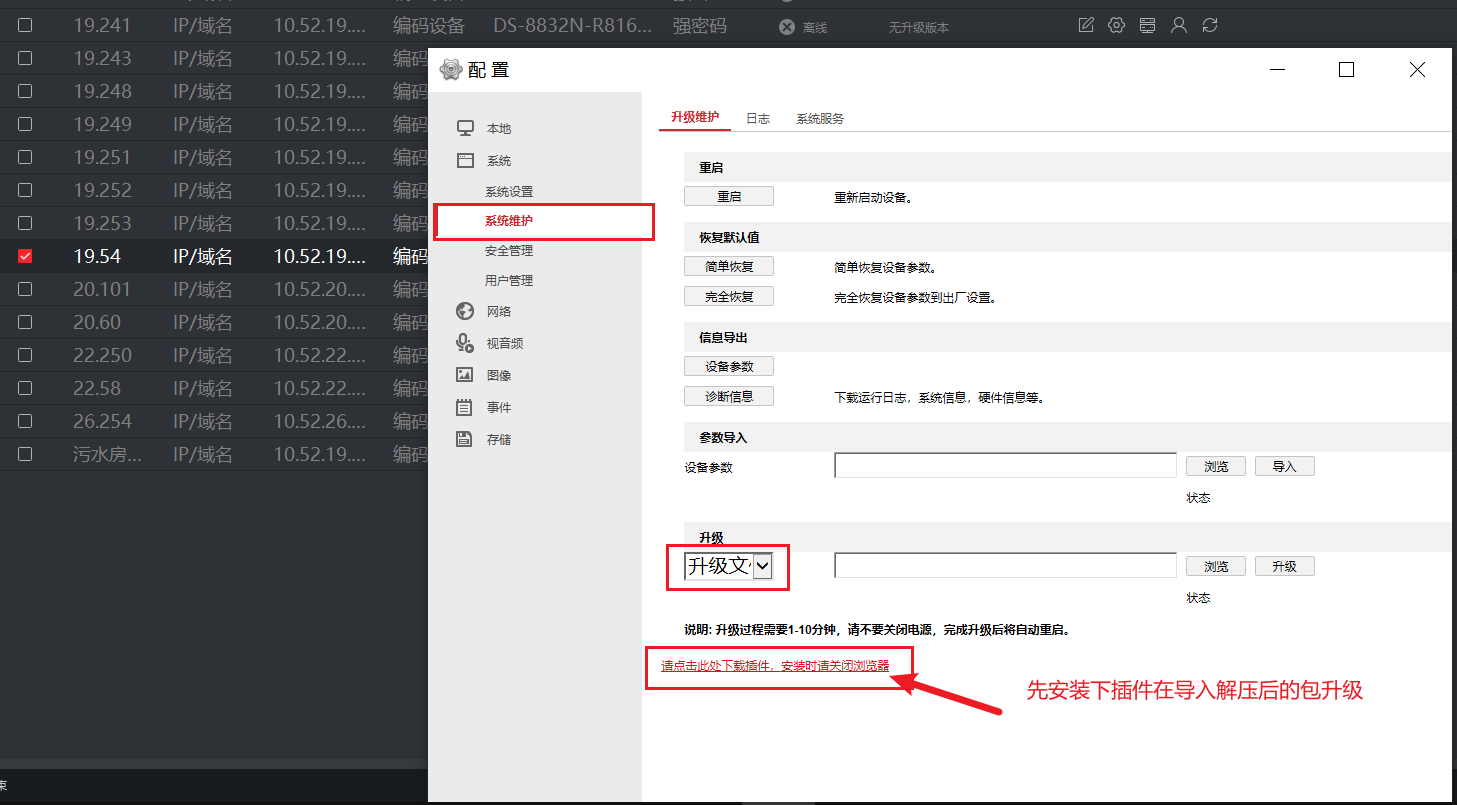 19.241 IP/域名 10.52.19.... 编码设备 DS-8832N-R816... 强密码 离线 无升级版本
19.243 IP/域名 10.52.19.... 编码
19.248 IP/域名 10.52.19.... 编码
19.249 IP/域名 10.52.19.... 编码
19.251 IP/域名 10.52.19.... 编码
19.252 IP/域名 10.52.19.... 编码
19.253 IP/域名 10.52.19.... 编码
19.54 IP/域名 10.52.19.... 编码
20.101 IP/域名 10.52.20.... 编码
20.60 IP/域名 10.52.20.... 编码
22.250 IP/域名 10.52.22.... 编码
22.58 IP/域名 10.52.22.... 编码
26.254 IP/域名 10.52.26.... 编码
污水房... IP/域名 10.52.19.... 编码
配 置
本地
系统
系统设置
系统维护
安全管理
用户管理
网络
视音频
图像
事件
存储
升级维护 日志 系统服务
重启
重启 重新启动设备。
恢复默认值
简单恢复 简单恢复设备参数。
完全恢复 完全恢复设备参数到出厂设置。
信息导出
设备参数
诊断信息 下载运行日志，系统信息，硬件信息等。
参数导入
设备参数 浏览 导入
状态
升级
升级文 浏览 升级
状态
说明: 升级过程需要1-10分钟，请不要关闭电源，完成升级后将自动重启。
请点击此处下载插件，安装时请关闭浏览器
先安装下插件在导入解压后的包升级